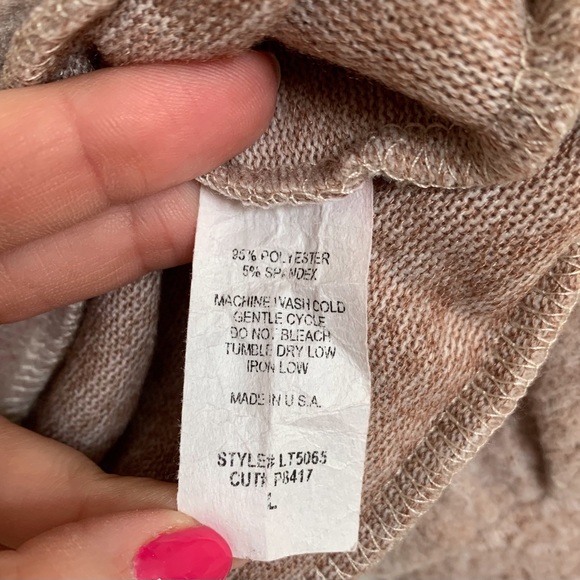 95% POLYESTER
5% SPANDEX
MACHINE WASH COLD
GENTLE CYCLE
DO NOT BLEACH
TUMBLE DRY LOW
IRON LOW
MADE IN U.S.A.
STYLE# LT5065
CUT# P8417
L